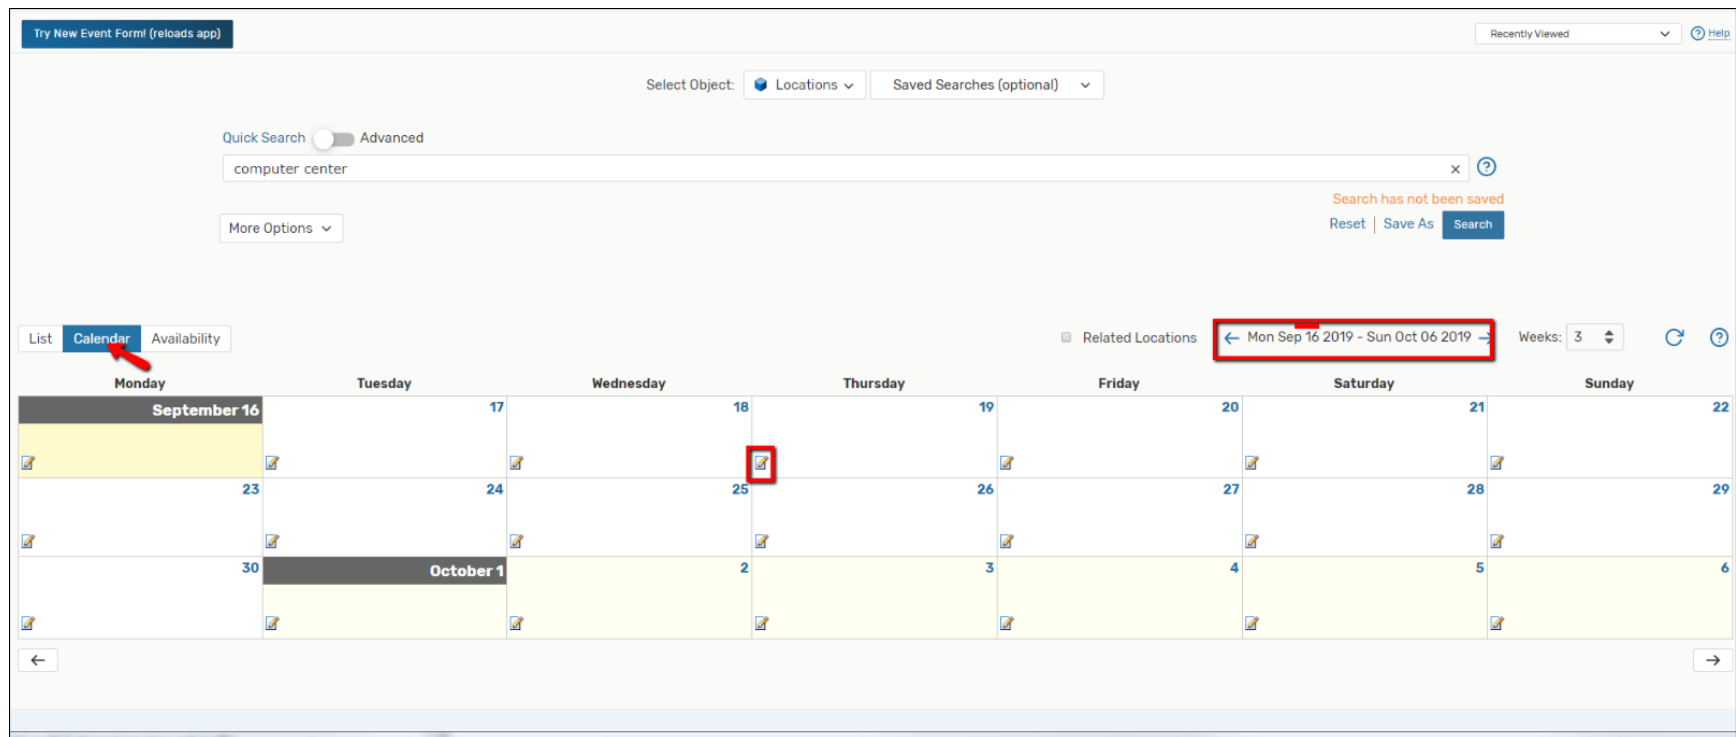 Try New Event Form! (reloads app) Recently Viewed Help
Select Object: Locations Saved Searches (optional)
Quick Search Advanced
computer center
Search has not been saved
More Options Reset | Save As Search
List Calendar Availability Related Locations Mon Sep 16 2019 - Sun Oct 06 2019 Weeks: 3
Monday Tuesday Wednesday Thursday Friday Saturday Sunday
September 16 17 18 19 20 21 22
23 24 25 26 27 28 29
30 October 1 2 3 4 5 6